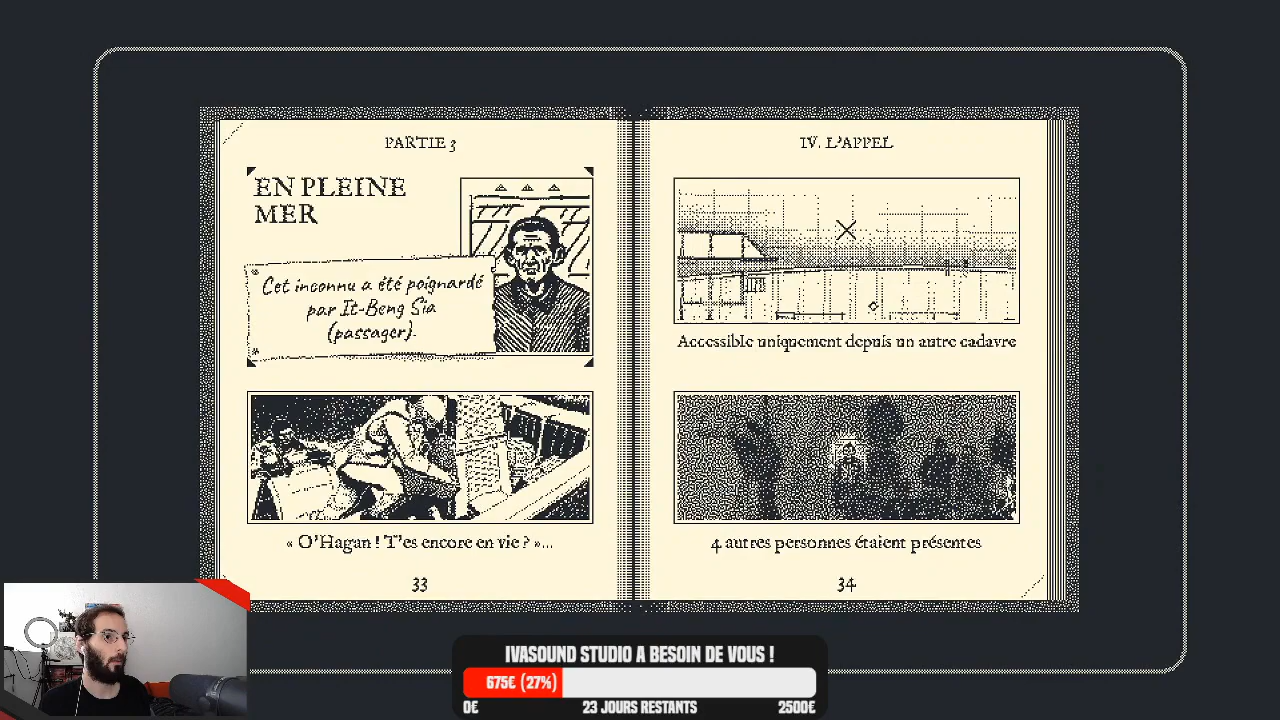 PARTIE 3
EN PLEINE
MER
Cet inconnu a été poignardé
par It-Beng Sia
(passager).
« O'Hagan ! T'es encore en vie ? »...
33
IV. L'APPEL
Accessible uniquement depuis un autre cadavre
4 autres personnes étaient présentes
34
IVASOUND STUDIO A BESOIN DE VOUS !
675€ (27%)
0€ 23 JOURS RESTANTS 2500€